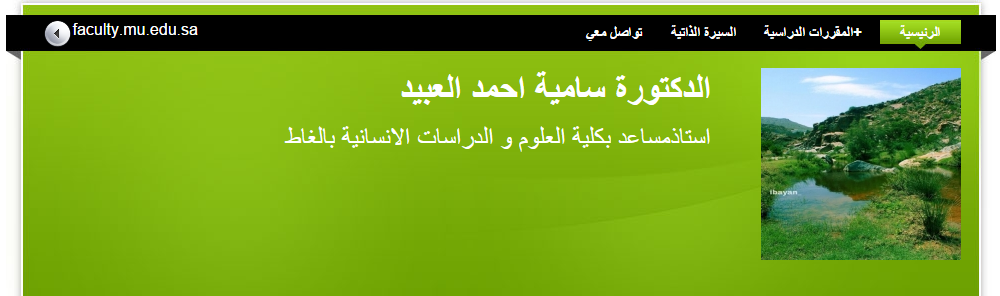 الرئيسية +المقررات الدراسية السيرة الذاتية تواصل معي faculty.mu.edu.sa
الدكتورة سامية احمد العبيد
استاذمساعد بكلية العلوم و الدراسات الانسانية بالغاط
ibayan